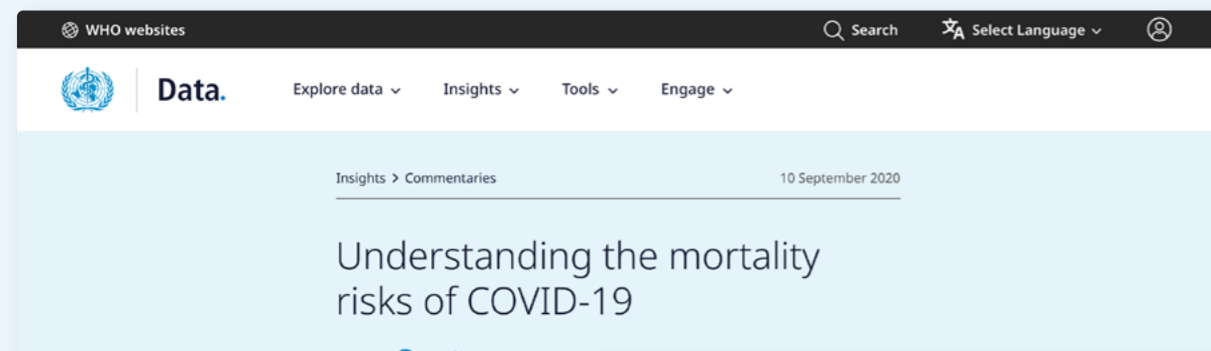 WHO websites
Search
Select Language
Data.
Explore data
Insights
Tools
Engage
Insights > Commentaries
10 September 2020
Understanding the mortality
risks of COVID-19